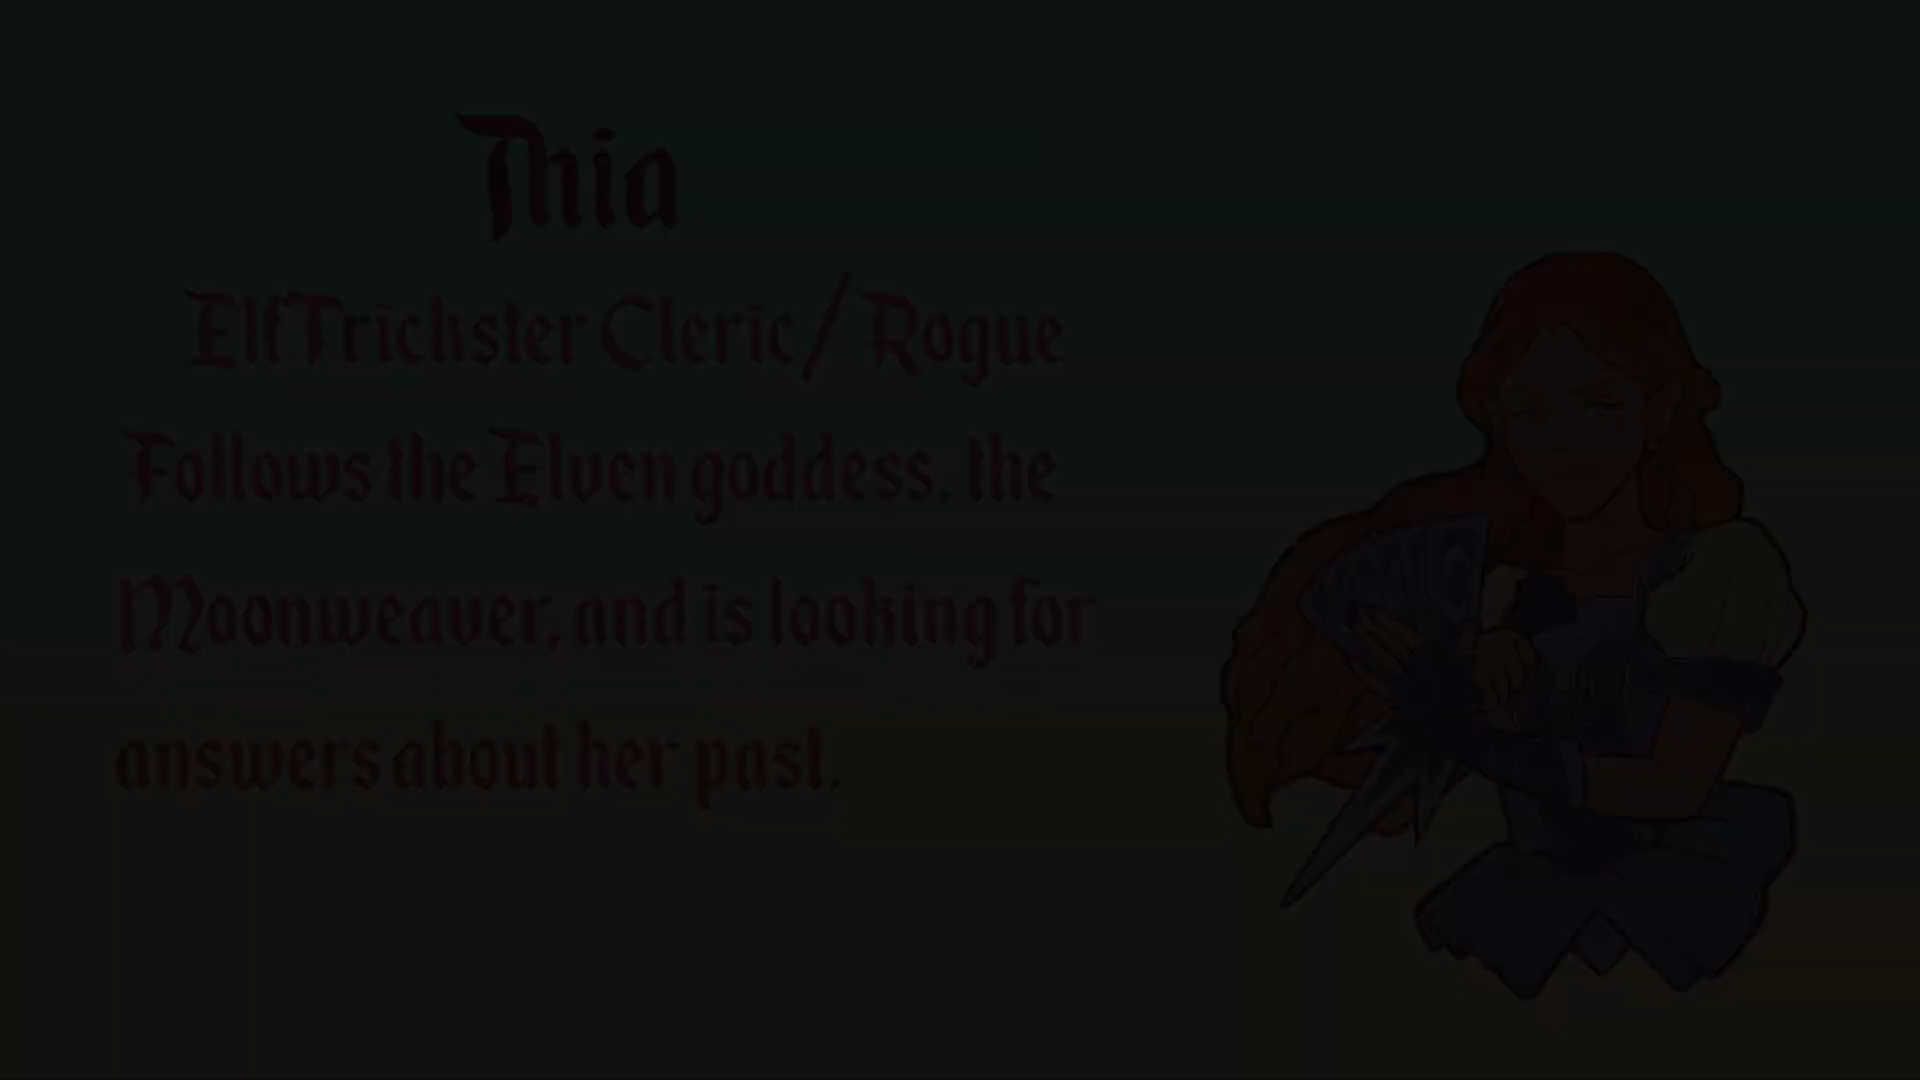 Thia
Elf Trickster Cleric / Rogue
Follows the Elven goddess, the
Moonweaver, and is looking for
answers about her past.